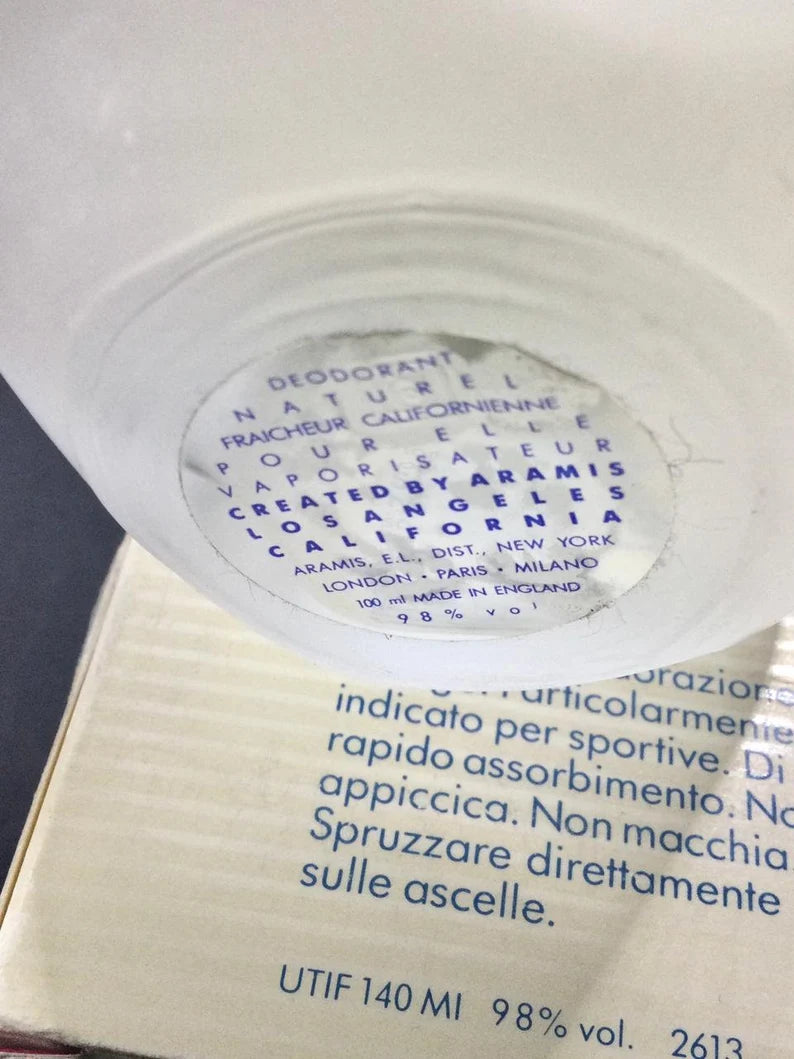 DEODORANT
NATUREL
FRAICHEUR CALIFORNIENNE
POUR ELLE
VAPORISATEUR
CREATED BY ARAMIS
LOS ANGELES
CALIFORNIA
ARAMIS, E.L., DIST., NEW YORK
LONDON • PARIS • MILANO
100 ml MADE IN ENGLAND
98% vol
indicato per sportive. Di
rapido assorbimento.
appiccica. Non macchia.
Spruzzare direttamente
sulle ascelle.
UTIF 140 MI 98% vol. 2613